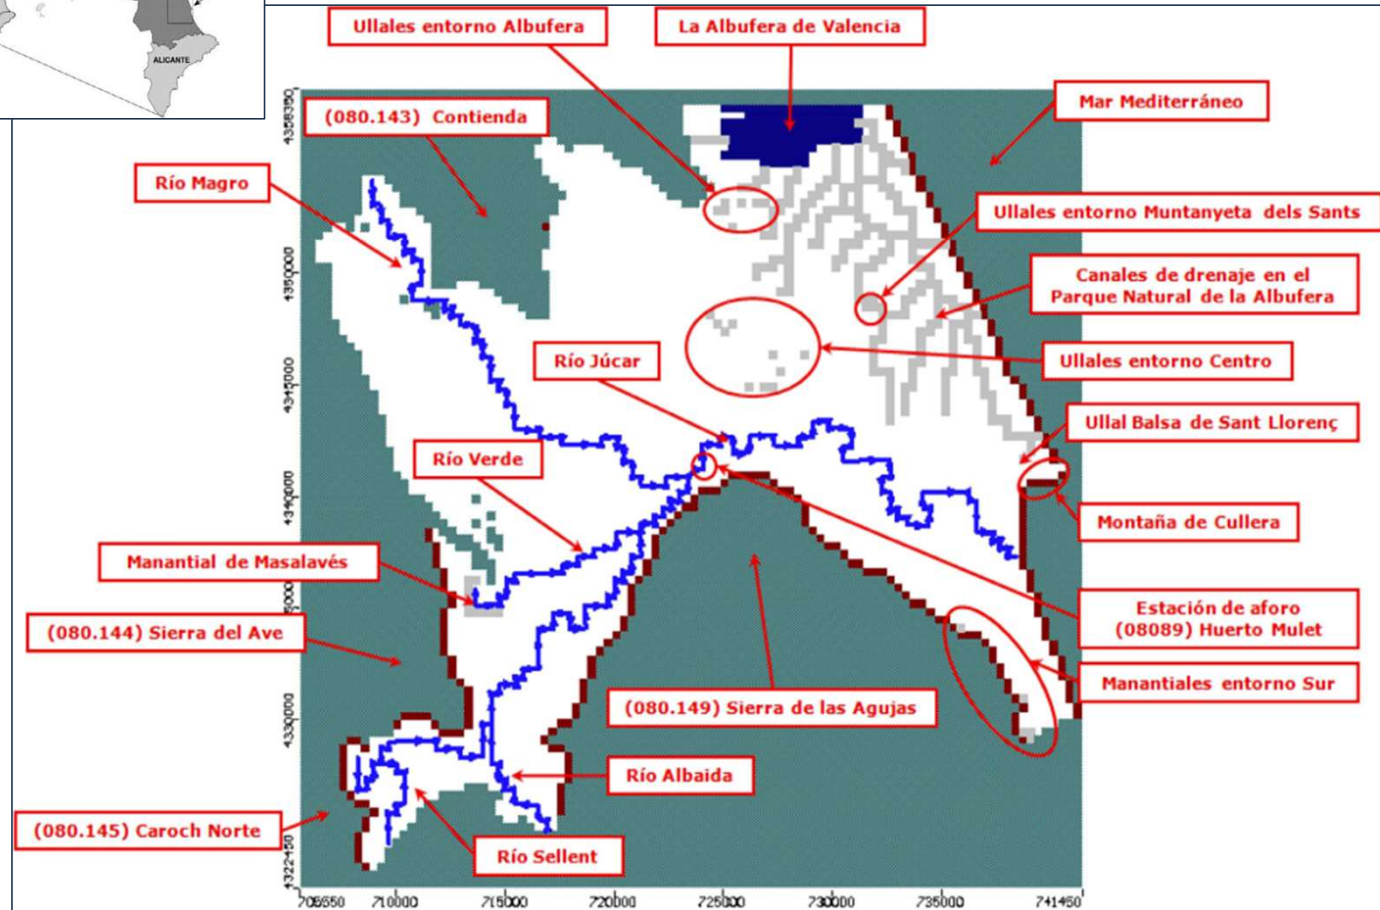 ALICANTE
Ullales entorno Albufera
La Albufera de Valencia
Mar Mediterráneo
(080.143) Contienda
Río Magro
Ullales entorno Muntanyeta dels Sants
Canales de drenaje en el
Parque Natural de la Albufera
Río Júcar
Ullales entorno Centro
Ullal Balsa de Sant Llorenç
Río Verde
Montaña de Cullera
Manantial de Masalavés
Estación de aforo
(08089) Huerto Mulet
(080.144) Sierra del Ave
Manantiales entorno Sur
(080.149) Sierra de las Agujas
Río Albaida
(080.145) Caroch Norte
Río Sellent
4350000
4340000
4330000
4322450
710000
715000
720000
725000
730000
735000
741450